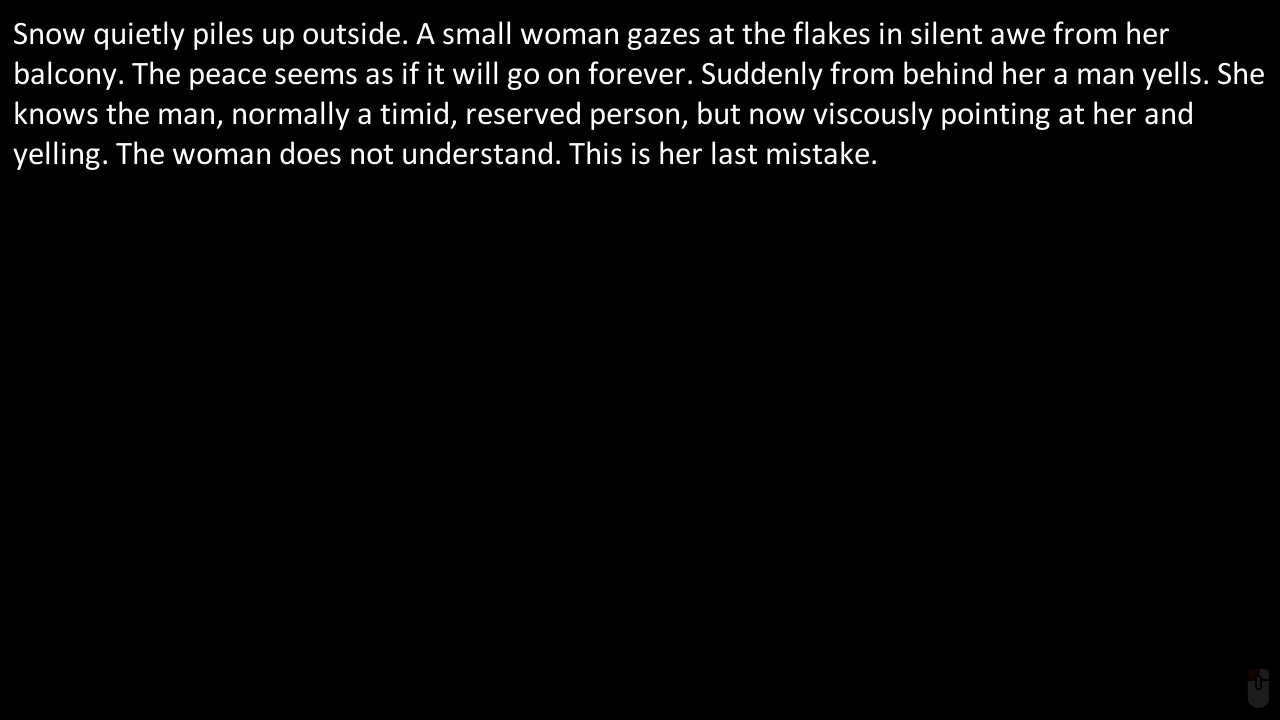 Snow quietly piles up outside. A small woman gazes at the flakes in silent awe from her
balcony. The peace seems as if it will go on forever. Suddenly from behind her a man yells. She
knows the man, normally a timid, reserved person, but now viscously pointing at her and
yelling. The woman does not understand. This is her last mistake.